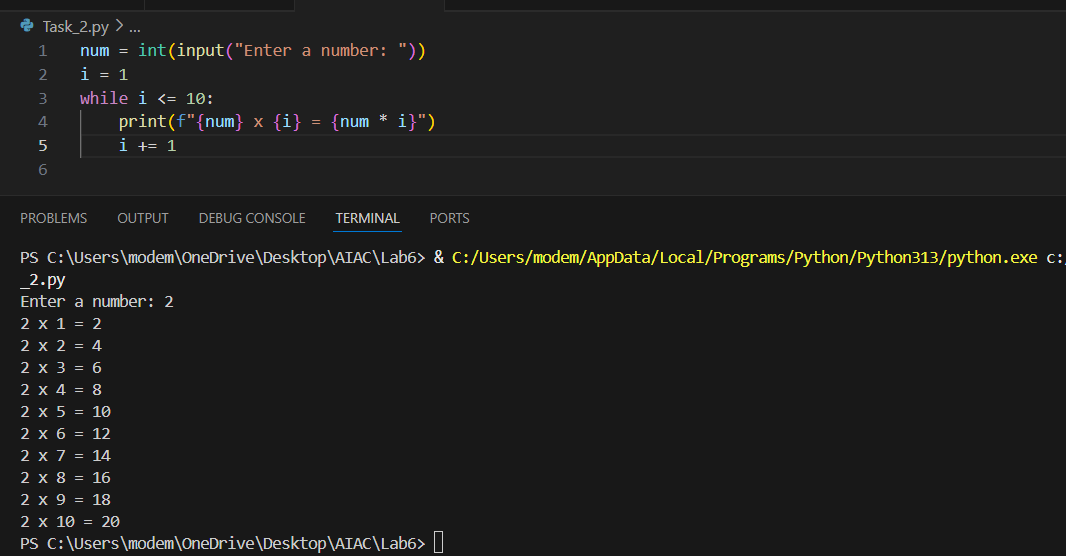 Task_2.py > ...
1 num = int(input("Enter a number: "))
2 i = 1
3 while i <= 10:
4     print(f"{num} x {i} = {num * i}")
5     i += 1
6
PROBLEMS OUTPUT DEBUG CONSOLE TERMINAL PORTS
PS C:\Users\modem\OneDrive\Desktop\AIAC\Lab6> & C:/Users/modem/AppData/Local/Programs/Python/Python313/python.exe c:/
_2.py
Enter a number: 2
2 x 1 = 2
2 x 2 = 4
2 x 3 = 6
2 x 4 = 8
2 x 5 = 10
2 x 6 = 12
2 x 7 = 14
2 x 8 = 16
2 x 9 = 18
2 x 10 = 20
PS C:\Users\modem\OneDrive\Desktop\AIAC\Lab6>